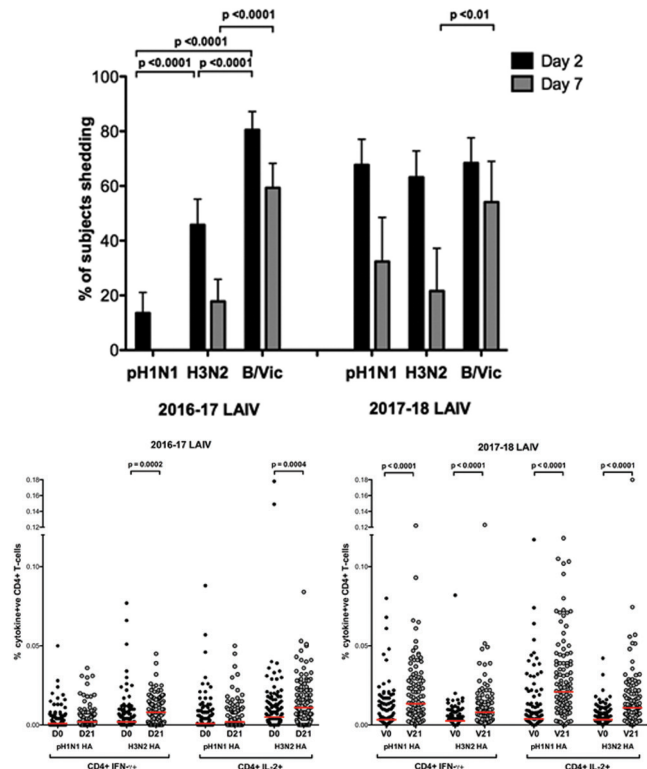 p <0.0001
p <0.01
p <0.0001
p <0.0001
p <0.0001
Day 2
Day 7
100
80
60
40
20
0
% of subjects shedding
pH1N1 H3N2 B/Vic
pH1N1 H3N2 B/Vic
2016-17 LAIV
2017-18 LAIV
2016-17 LAIV
p = 0.0002
p = 0.0004
0.18
0.16
0.14
0.12
0.10
0.05
0.00
% cytokine+ve CD4+ T-cells
D0 D21 D0 D21 D0 D21 D0 D21
pH1N1 HA H3N2 HA pH1N1 HA H3N2 HA
CD4+ IFN-γ+ CD4+ IL-2+
2017-18 LAIV
p < 0.0001 p < 0.0001 p < 0.0001 p < 0.0001
0.18
0.16
0.14
0.12
0.10
0.05
0.00
% cytokine+ve CD4+ T-cells
V0 V21 V0 V21 V0 V21 V0 V21
pH1N1 HA H3N2 HA pH1N1 HA H3N2 HA
CD4+ IFN-γ+ CD4+ IL-2+